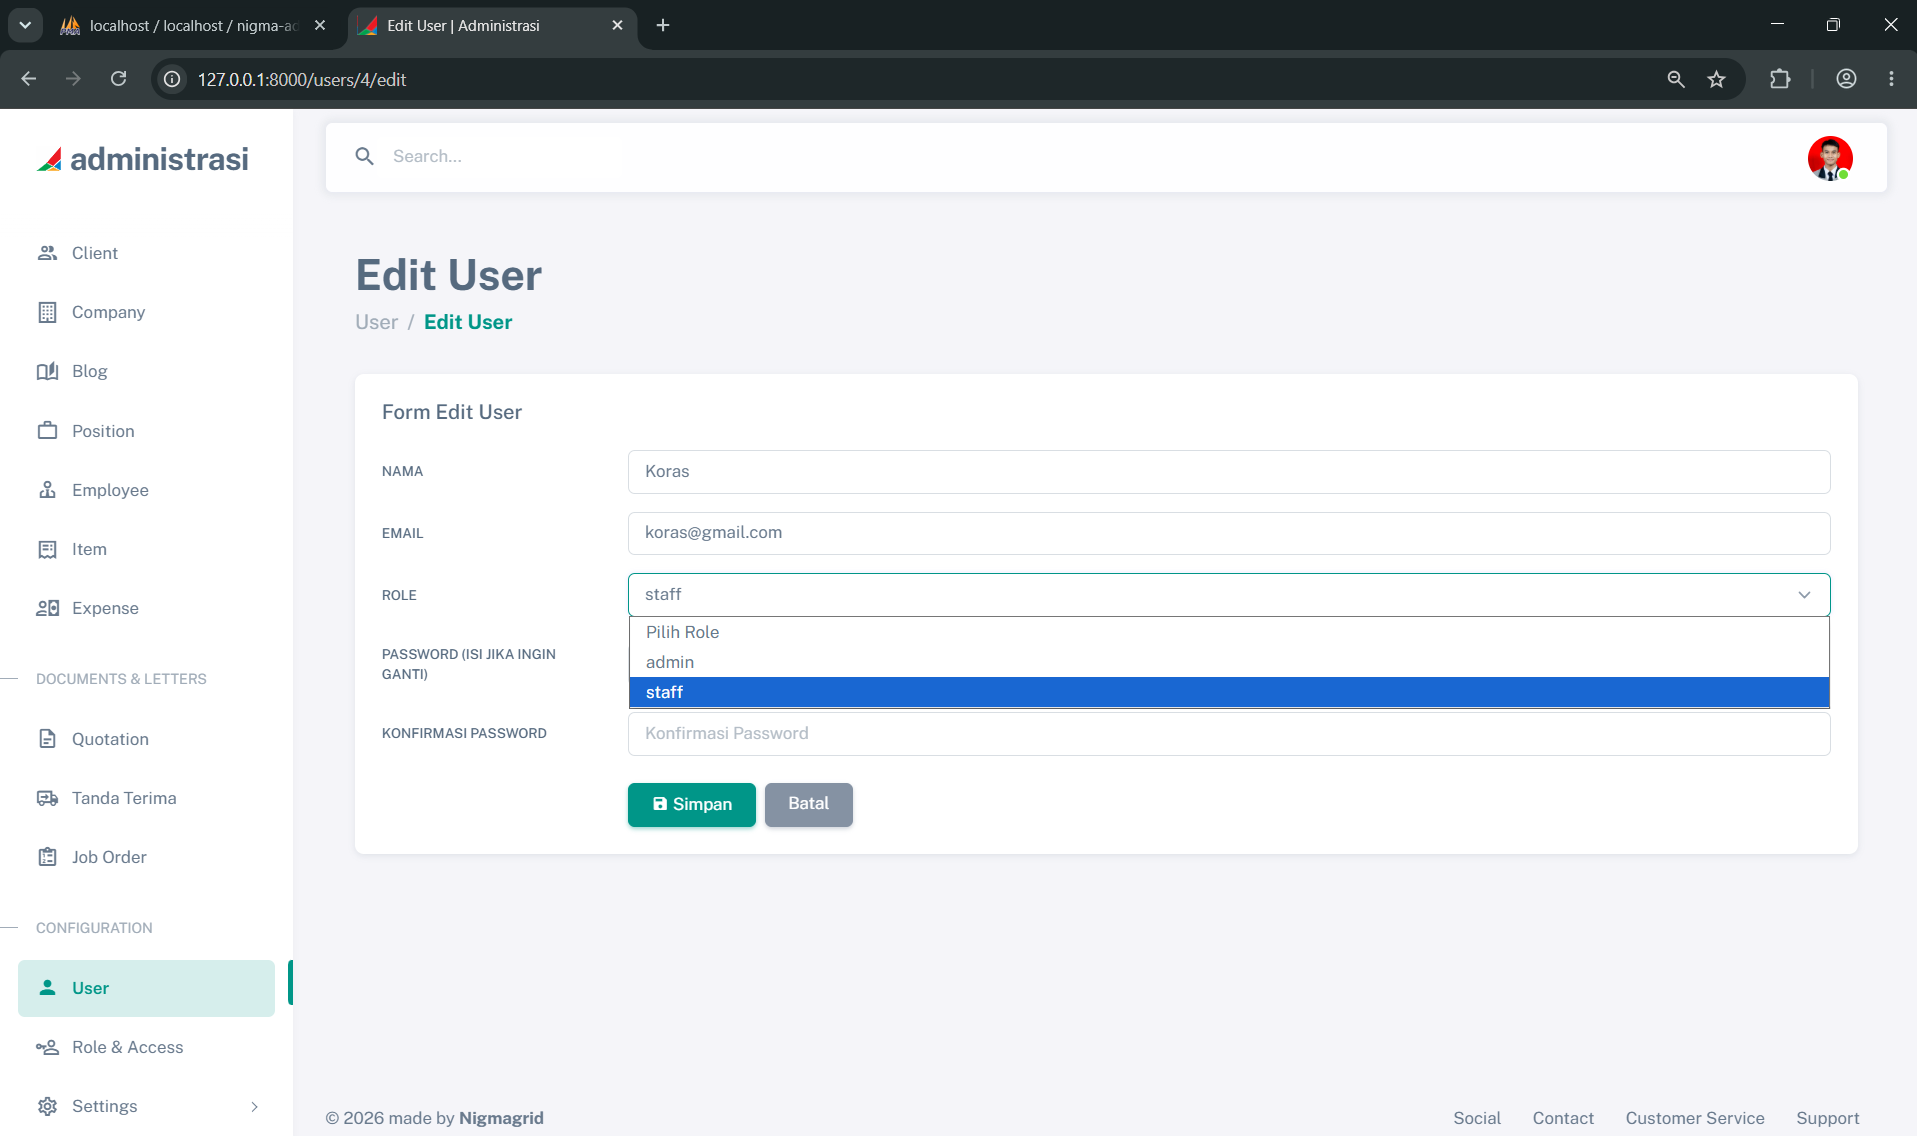 localhost / localhost / nigma-ad
Edit User | Administrasi
127.0.0.1:8000/users/4/edit
administrasi
Search...
Client
Company
Blog
Position
Employee
Item
Expense
DOCUMENTS & LETTERS
Quotation
Tanda Terima
Job Order
CONFIGURATION
User
Role & Access
Settings
Edit User
User / Edit User
Form Edit User
NAMA
Koras
EMAIL
koras@gmail.com
ROLE
staff
Pilih Role
admin
staff
PASSWORD (ISI JIKA INGIN
GANTI)
KONFIRMASI PASSWORD
Konfirmasi Password
Simpan
Batal
© 2026 made by Nigmagrid
Social
Contact
Customer Service
Support